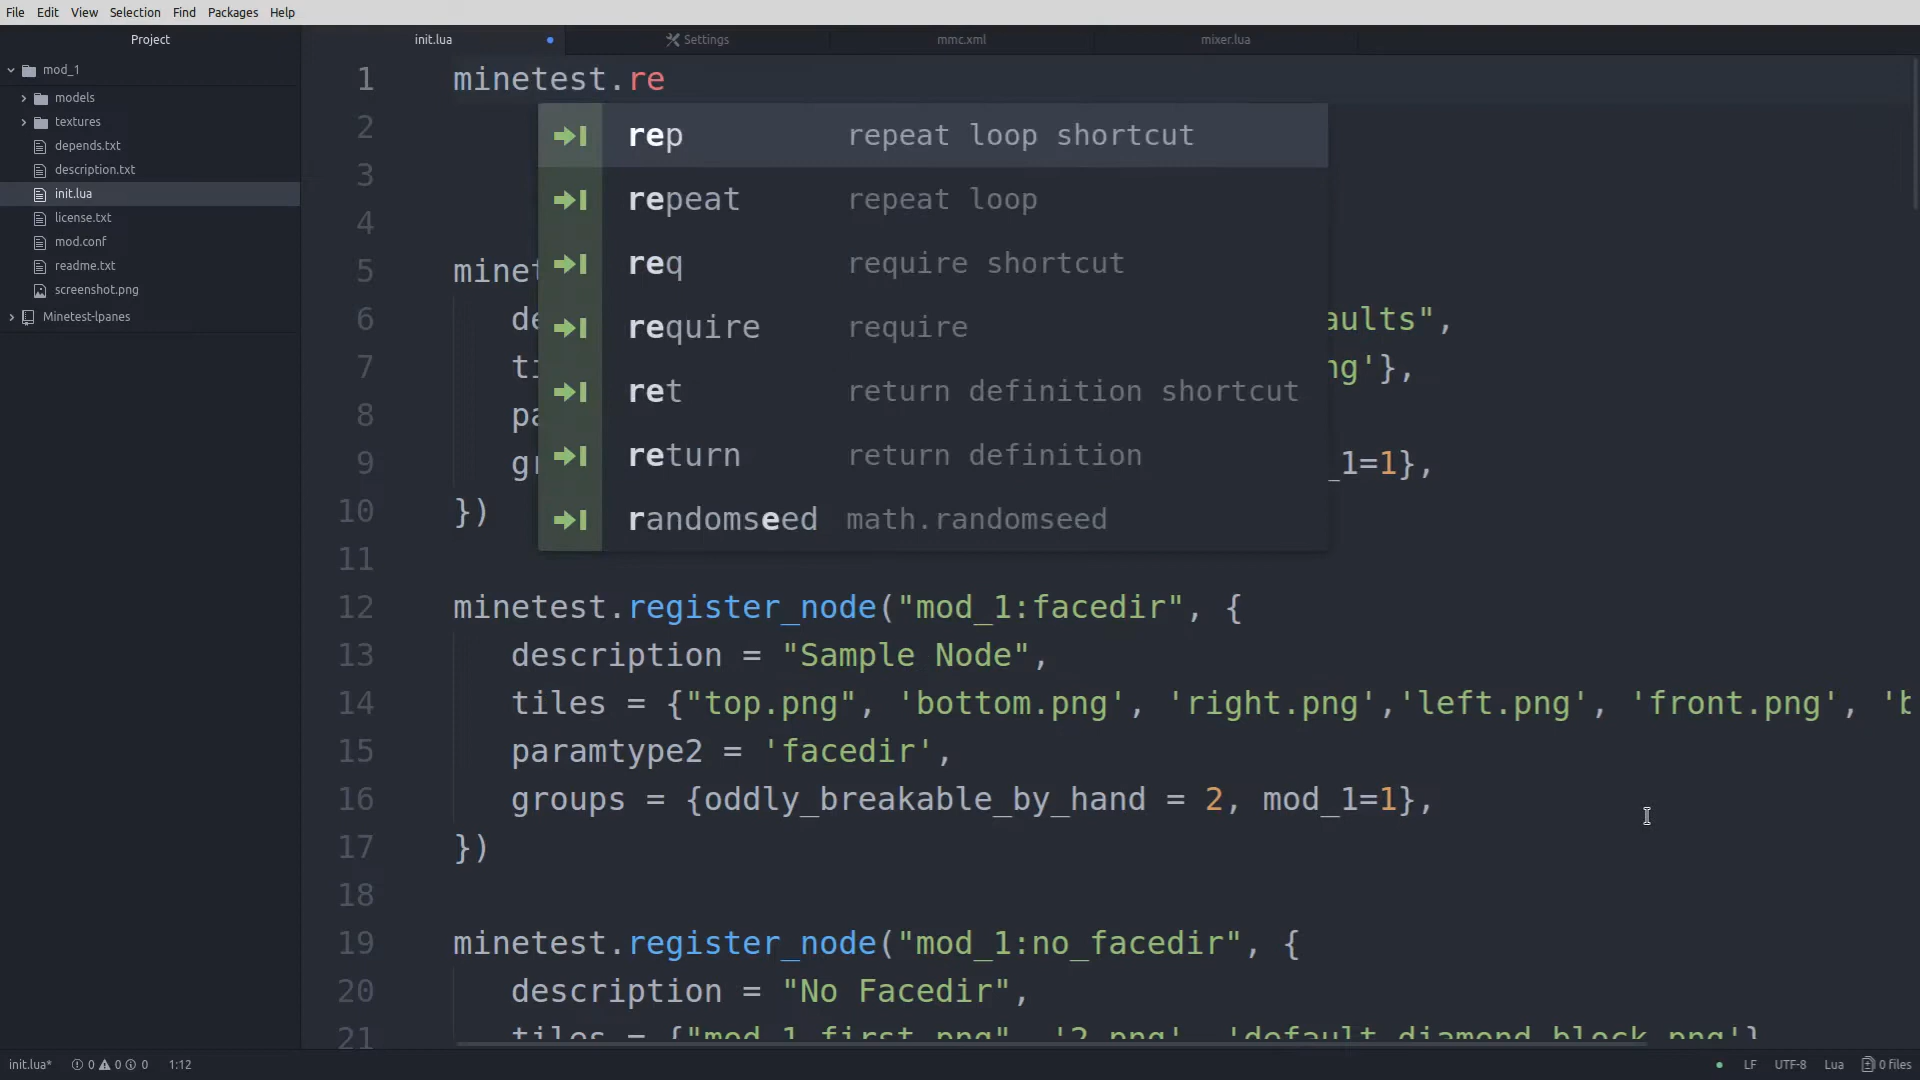 File Edit View Selection Find Packages Help
Project
mod_1
models
textures
depends.txt
description.txt
init.lua
license.txt
mod.conf
readme.txt
screenshot.png
Minetest-lpanes
init.lua Settings mmc.xml mixer.lua
1 minetest.re
rep repeat loop shortcut
repeat repeat loop
req require shortcut
require require
ret return definition shortcut
return return definition
randomseed math.randomseed
2
3
4
5 minet
6 de aults",
7 ti ng'},
8 pa
9 gr _1=1},
10 })
11
12 minetest.register_node("mod_1:facedir", {
13 description = "Sample Node",
14 tiles = {"top.png", 'bottom.png', 'right.png','left.png', 'front.png', 'b
15 paramtype2 = 'facedir',
16 groups = {oddly_breakable_by_hand = 2, mod_1=1},
17 })
18
19 minetest.register_node("mod_1:no_facedir", {
20 description = "No Facedir",
21 tiles = {"mod_1_first.png", '2.png', 'default_diamond_block.png'}
init.lua* 0 0 0 1:12 LF UTF-8 Lua 0 files